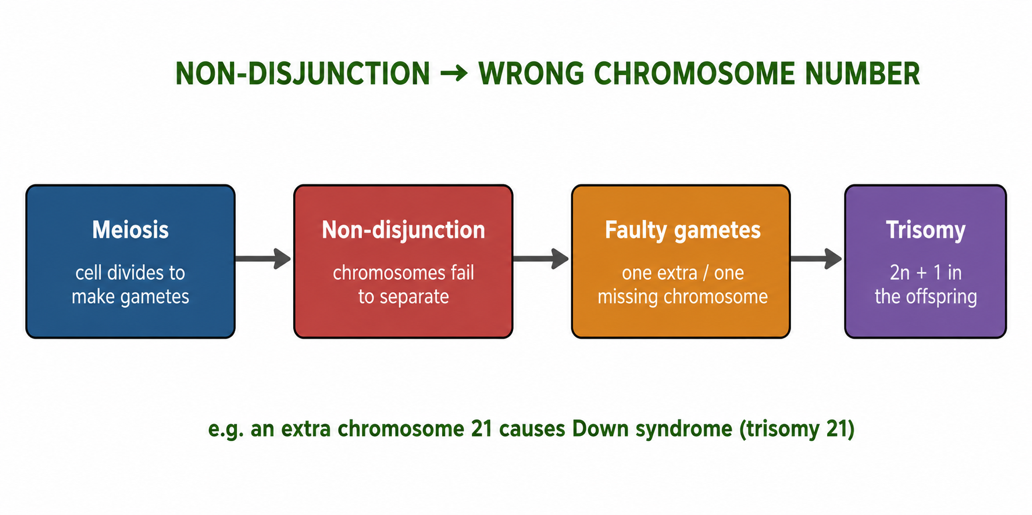 NON-DISJUNCTION → WRONG CHROMOSOME NUMBER
Meiosis
cell divides to
make gametes
Non-disjunction
chromosomes fail
to separate
Faulty gametes
one extra / one
missing chromosome
Trisomy
2n + 1 in
the offspring
e.g. an extra chromosome 21 causes Down syndrome (trisomy 21)